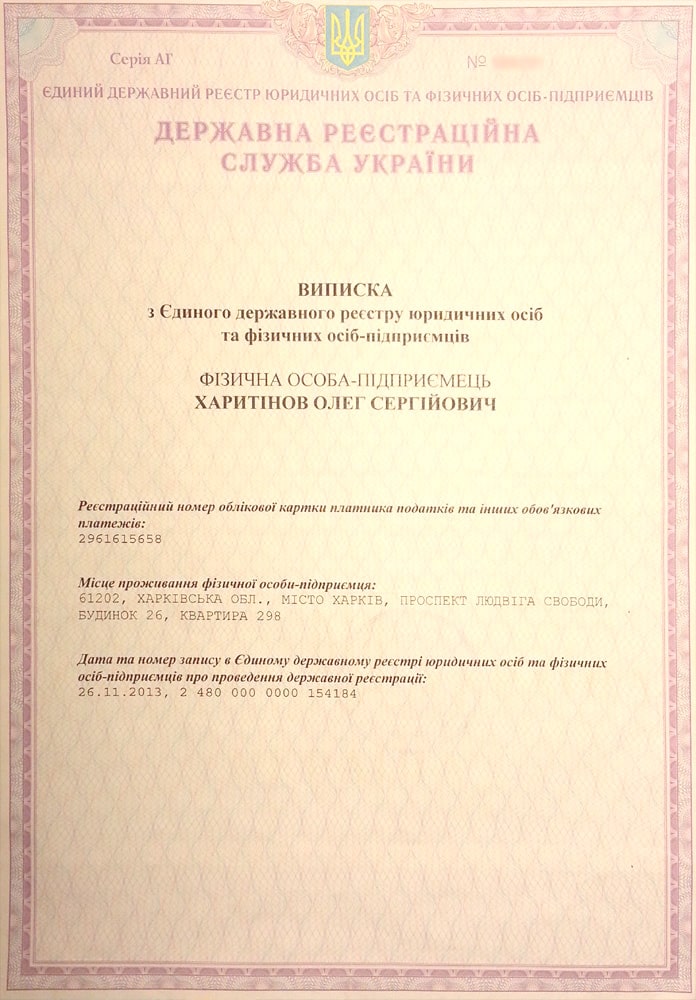 Серія АГ №
ЄДИНИЙ ДЕРЖАВНИЙ РЕЄСТР ЮРИДИЧНИХ ОСІБ ТА ФІЗИЧНИХ ОСІБ-ПІДПРИЄМЦІВ
ДЕРЖАВНА РЕЄСТРАЦІЙНА
СЛУЖБА УКРАЇНИ
ВИПИСКА
з Єдиного державного реєстру юридичних осіб
та фізичних осіб-підприємців
ФІЗИЧНА ОСОБА-ПІДПРИЄМЕЦЬ
ХАРИТІНОВ ОЛЕГ СЕРГІЙОВИЧ
Реєстраційний номер облікової картки платника податків та інших обов'язкових
платежів:
2961615658
Місце проживання фізичної особи-підприємця:
61202, ХАРКІВСЬКА ОБЛ., МІСТО ХАРКІВ, ПРОСПЕКТ ЛЮДВІГА СВОБОДИ,
БУДИНОК 26, КВАРТИРА 298
Дата та номер запису в Єдиному державному реєстрі юридичних осіб та фізичних
осіб-підприємців про проведення державної реєстрації:
26.11.2013, 2 480 000 0000 154184